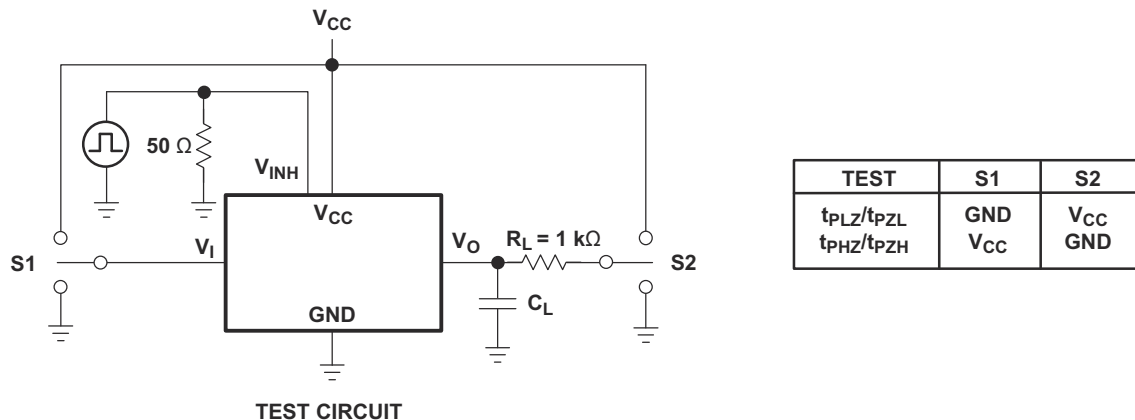 VCC
50 Ω
VINH
VCC
S1
VI
VO
RL = 1 kΩ
S2
CL
GND
TEST CIRCUIT
TEST S1 S2
tPLZ/tPZL GND VCC
tPHZ/tPZH VCC GND